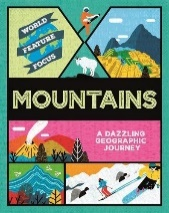 WORLD
FEATURE
FOCUS
MOUNTAINS
A DAZZLING
GEOGRAPHIC
JOURNEY